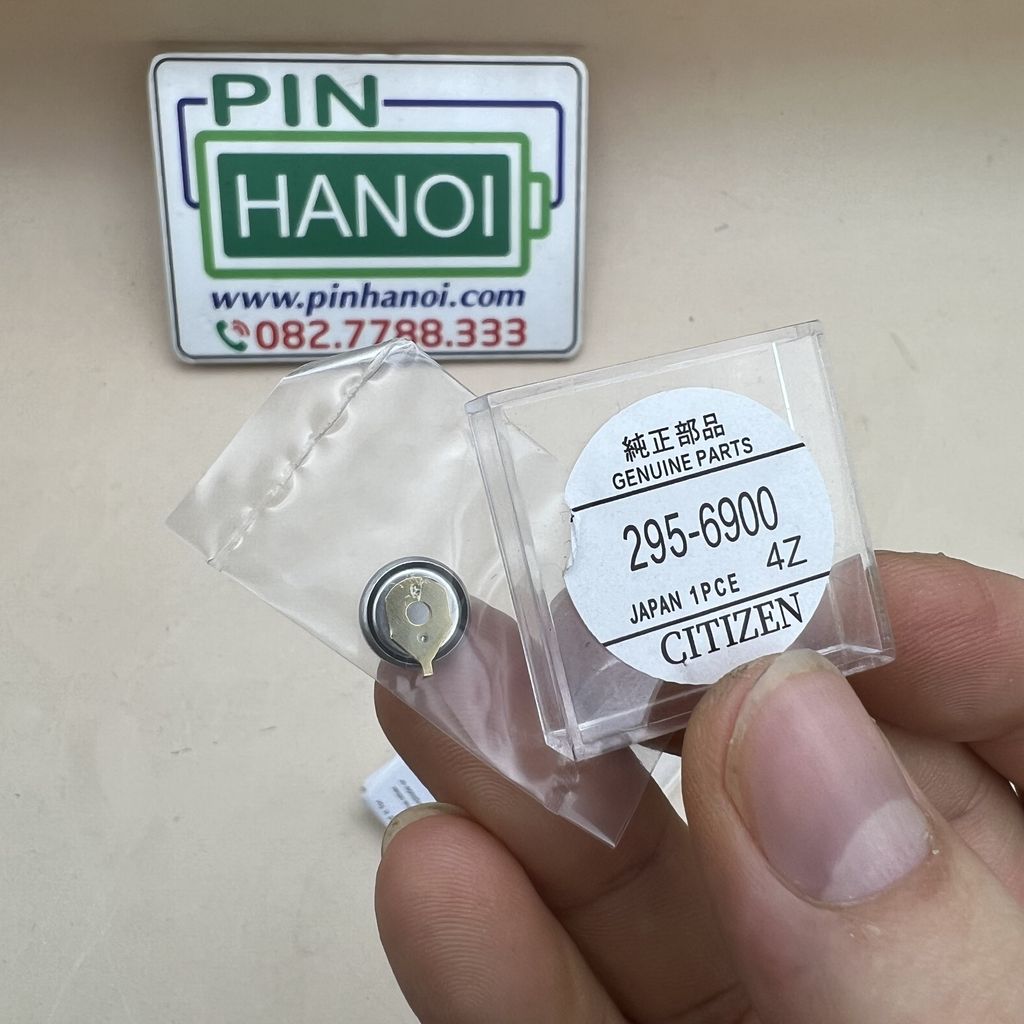 PIN
HANOI
www.pinhanoi.com
082.7788.333
純正部品
GENUINE PARTS
295-6900
4Z
JAPAN 1PCE
CITIZEN